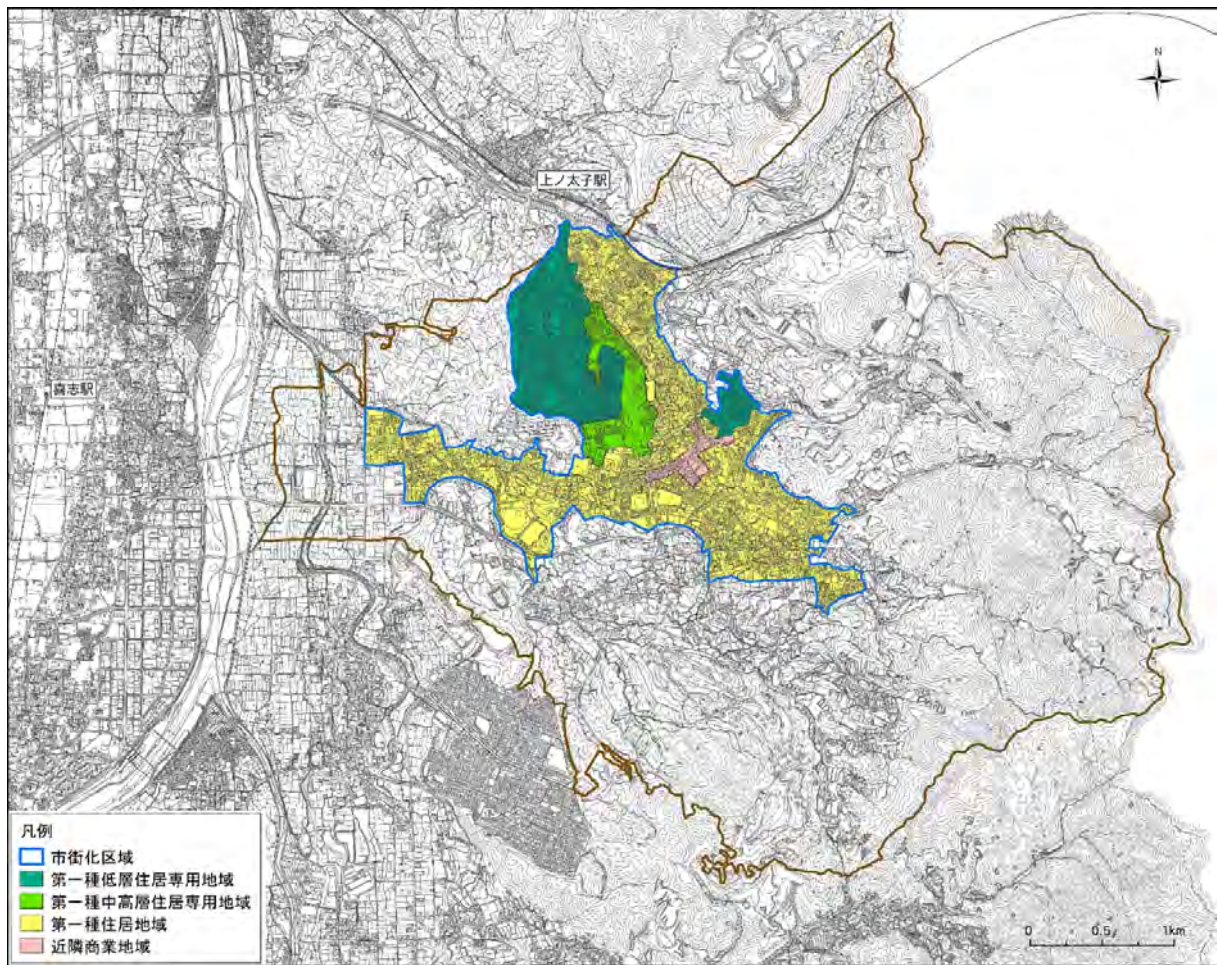 N
上ノ太子駅
喜志駅
凡例
市街化区域
第一種低層住居専用地域
第一種中高層住居専用地域
第一種住居地域
近隣商業地域
0 0.5 1km